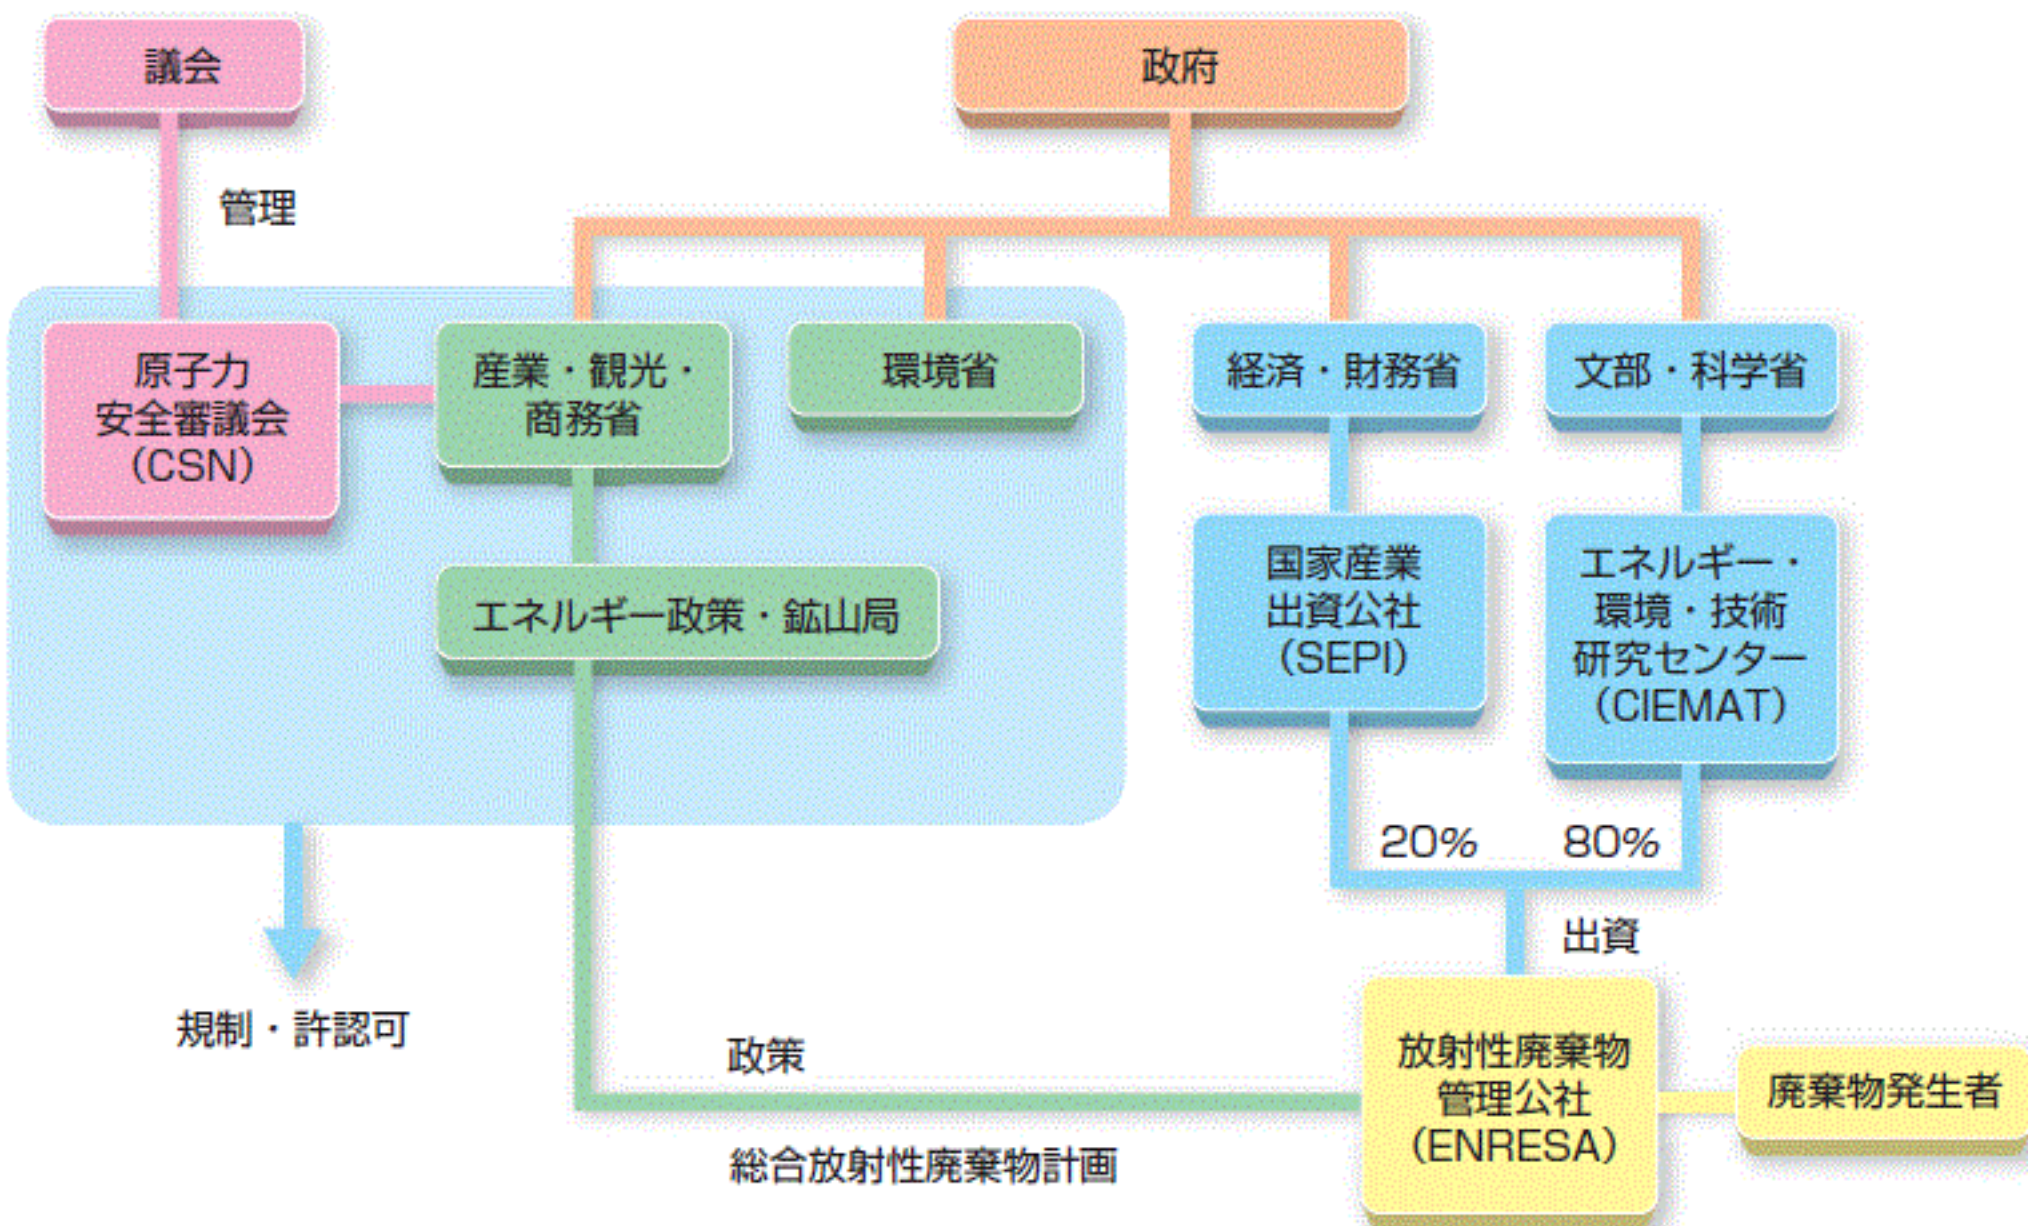 議会
政府
管理
原子力
安全審議会
（CSN）
産業・観光・
商務省
環境省
経済・財務省
文部・科学省
エネルギー政策・鉱山局
国家産業
出資公社
（SEPI）
エネルギー・
環境・技術
研究センター
（CIEMAT）
20%
80%
出資
規制・許認可
政策
総合放射性廃棄物計画
放射性廃棄物
管理公社
（ENRESA）
廃棄物発生者